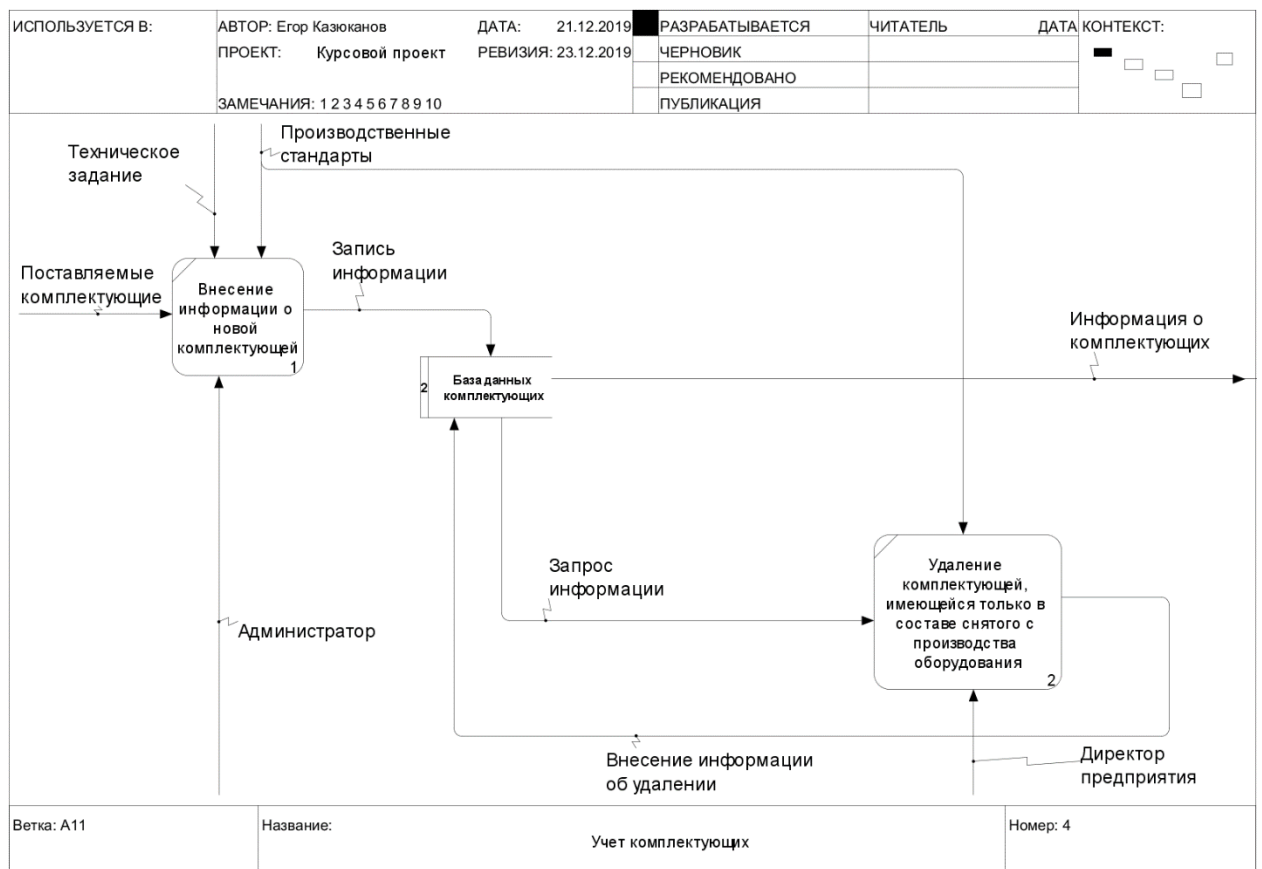 ИСПОЛЬЗУЕТСЯ В:
АВТОР: Егор Казюканов
ДАТА: 21.12.2019
ПРОЕКТ: Курсовой проект
РЕВИЗИЯ: 23.12.2019
ЗАМЕЧАНИЯ: 1 2 3 4 5 6 7 8 9 10
РАЗРАБАТЫВАЕТСЯ
ЧЕРНОВИК
РЕКОМЕНДОВАНО
ПУБЛИКАЦИЯ
ЧИТАТЕЛЬ
ДАТА
КОНТЕКСТ:
Производственные
стандарты
Техническое
задание
Запись
информации
Поставляемые
комплектующие
Внесение
информации о
новой
комплектующей
1
Информация о
комплектующих
2
База данных
комплектующих
Запрос
информации
Удаление
комплектующей,
имеющейся только в
составе снятого с
производства
оборудования
2
Администратор
Внесение информации
об удалении
Директор
предприятия
Ветка: A11
Название:
Учет комплектующих
Номер: 4